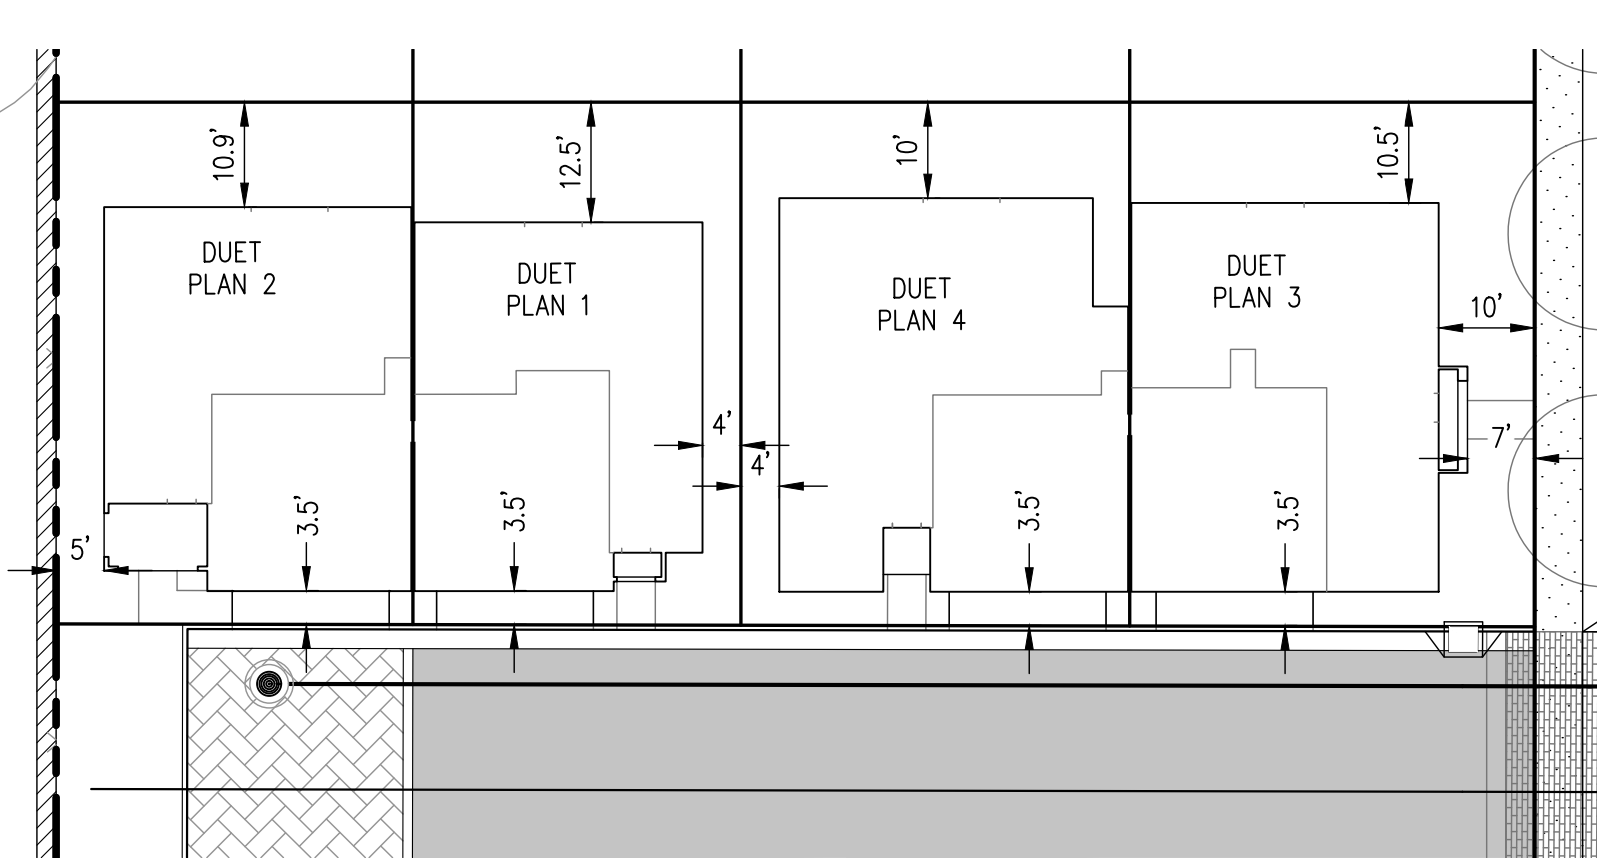 10.9’
12.5’
10’
10.5’
DUET
PLAN 2
DUET
PLAN 1
DUET
PLAN 4
DUET
PLAN 3
10’
4’
4’
7’
5’
3.5’
3.5’
3.5’
3.5’